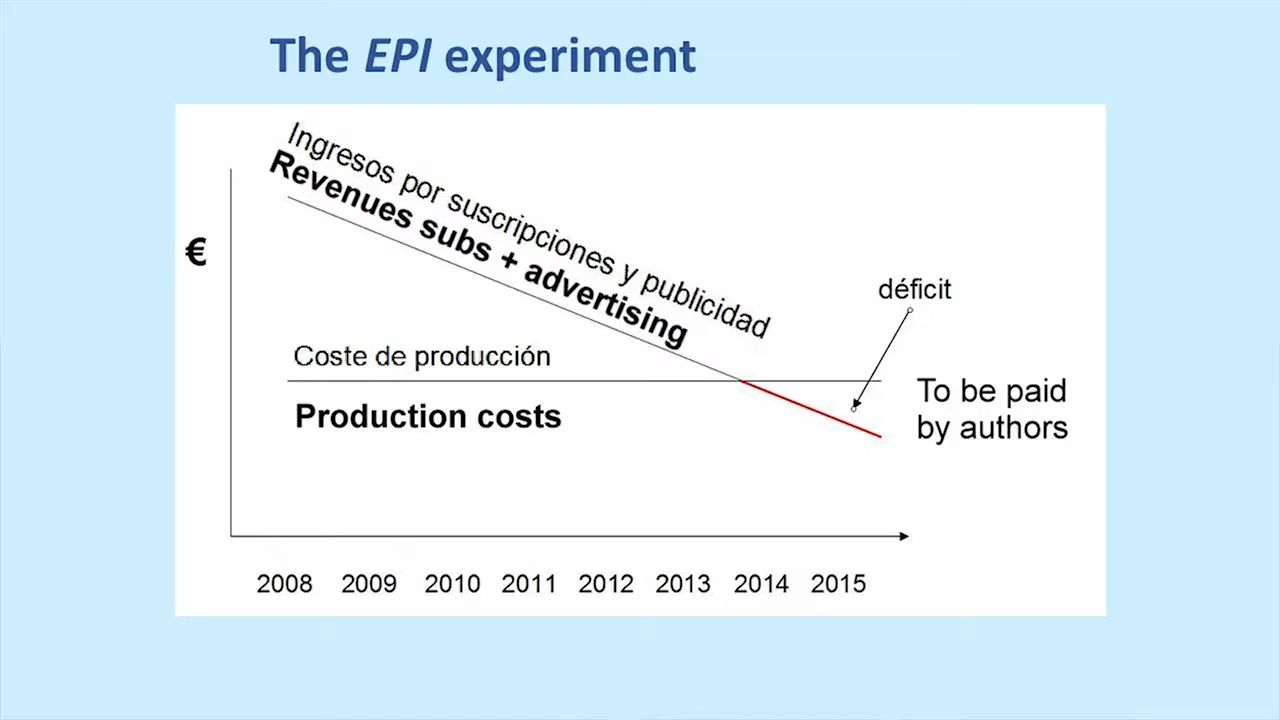 The EPI experiment
Ingresos por suscripciones y publicidad
Revenues subs + advertising
€
déficit
Coste de producción
Production costs
To be paid
by authors
2008 2009 2010 2011 2012 2013 2014 2015